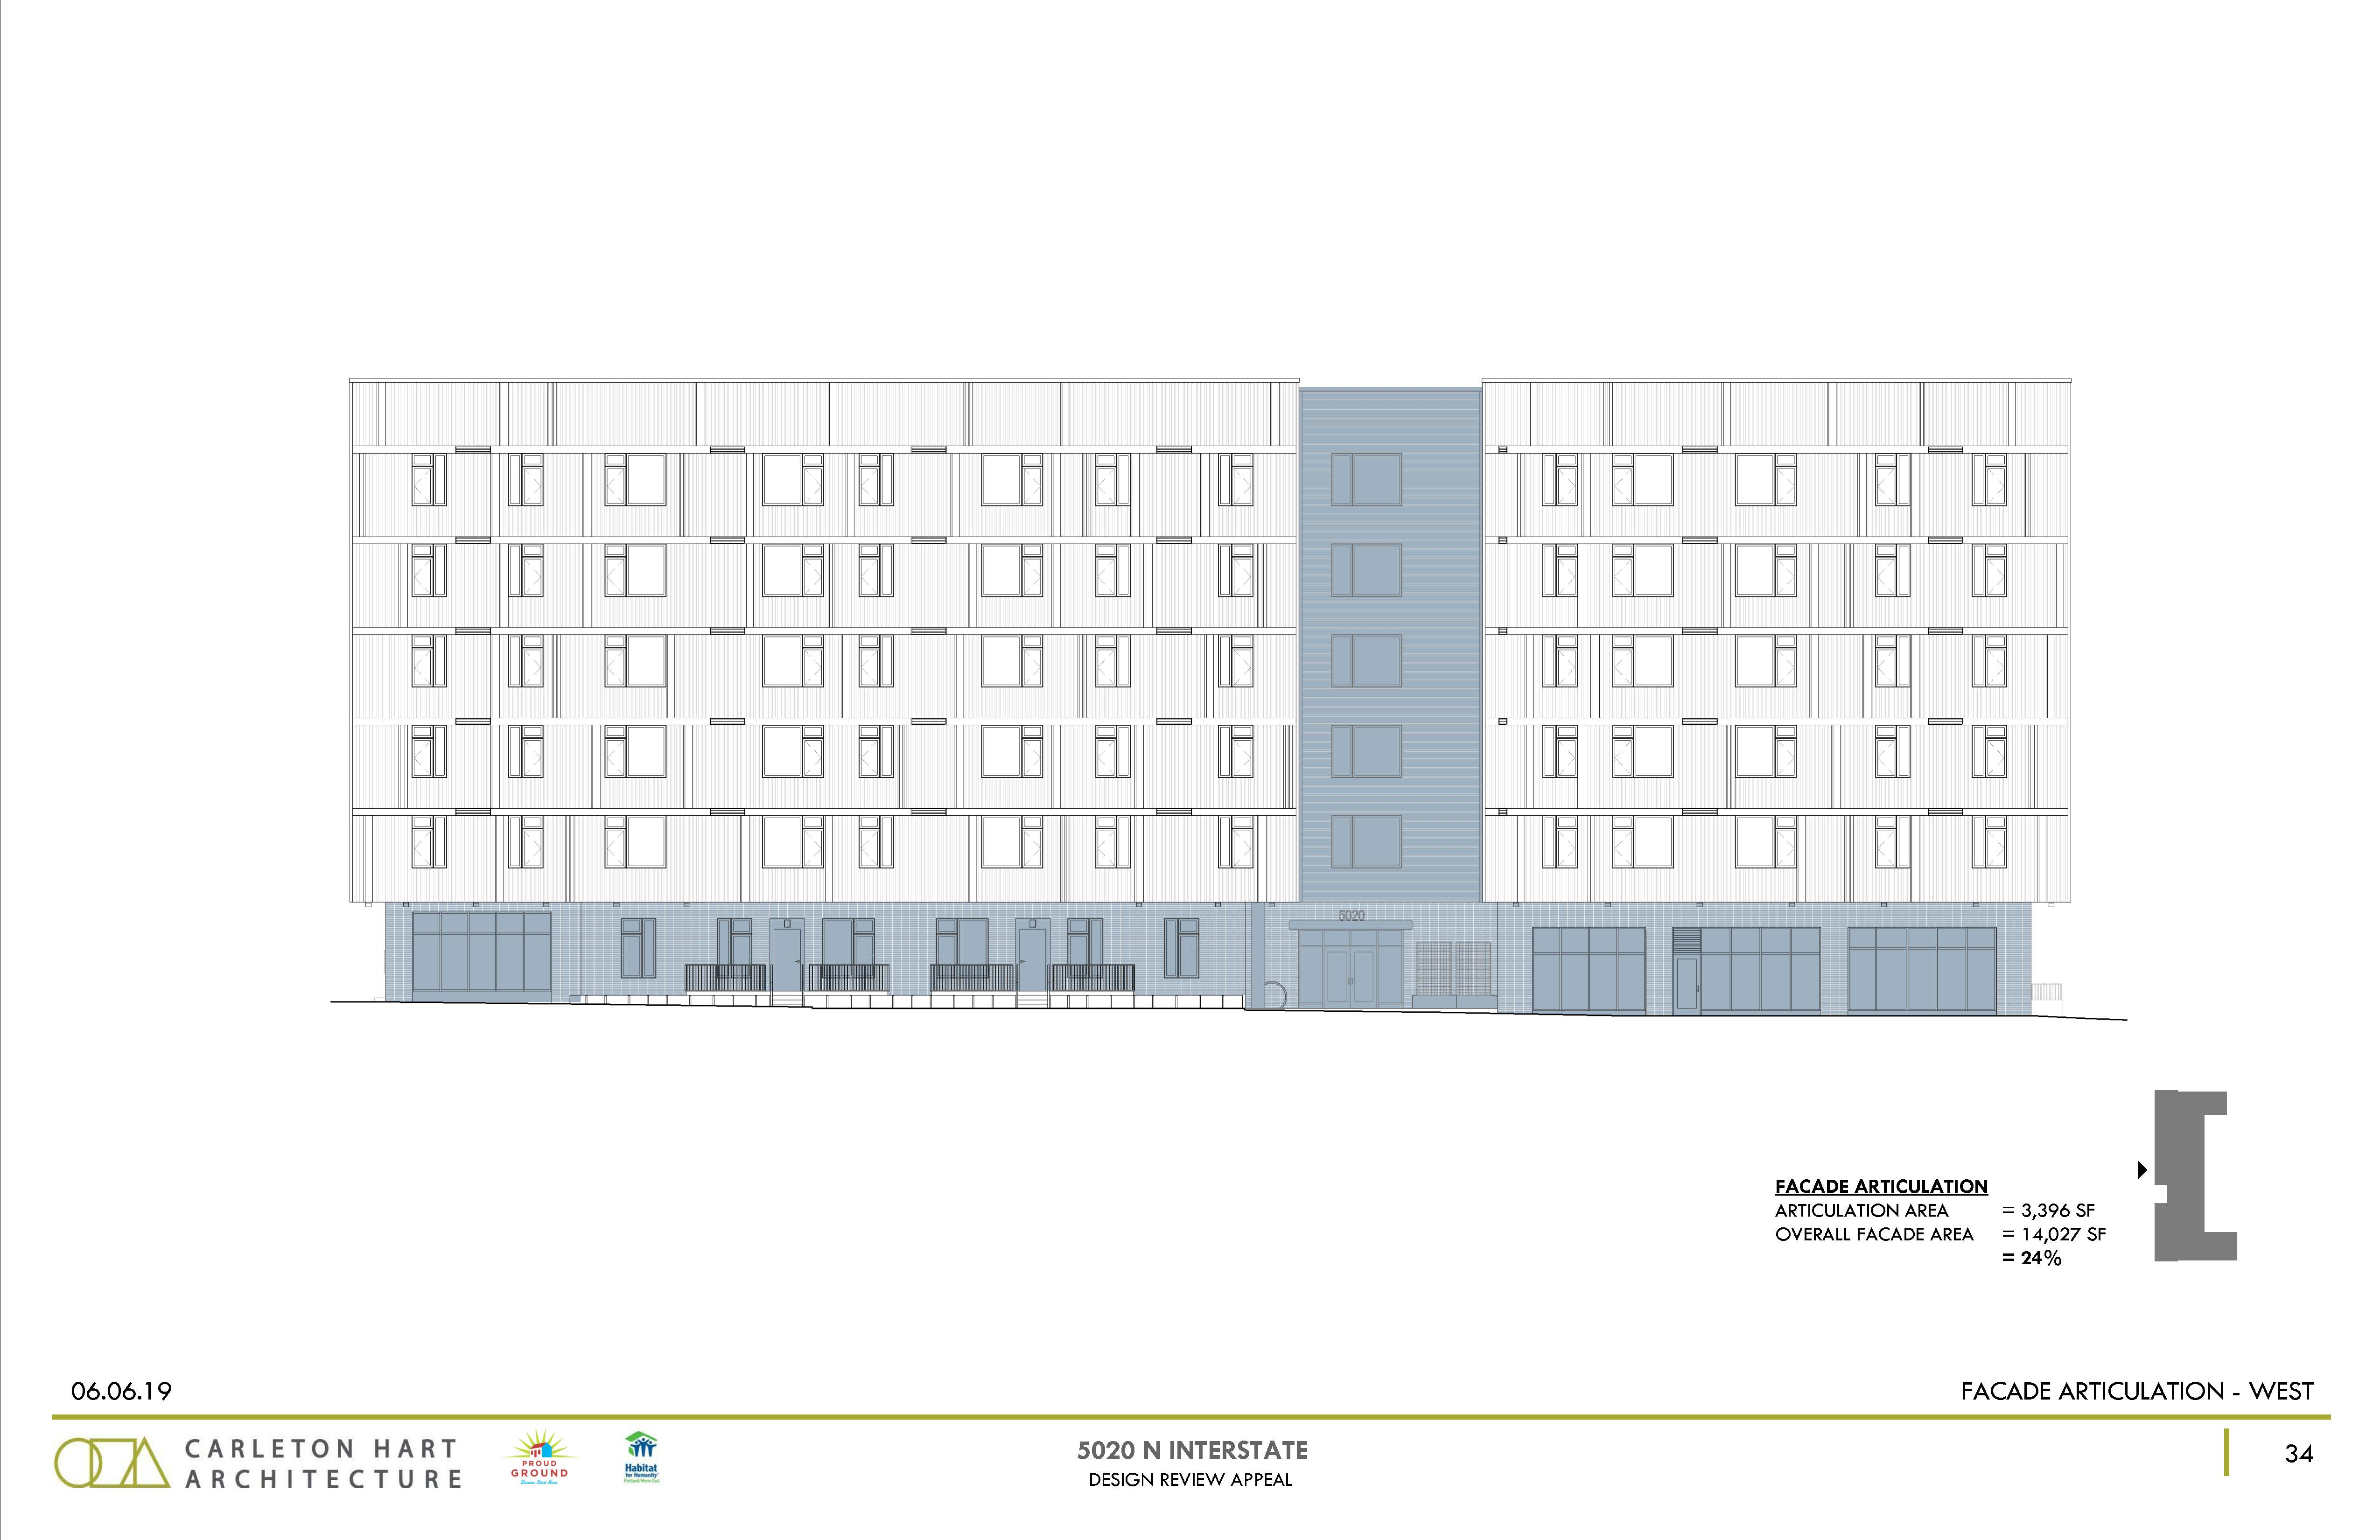 5020
FACADE ARTICULATION
ARTICULATION AREA = 3,396 SF
OVERALL FACADE AREA = 14,027 SF
= 24%
06.06.19
FACADE ARTICULATION - WEST
CARLETON HART
ARCHITECTURE
PROUD
GROUND
Habitat
for Humanity
5020 N INTERSTATE
DESIGN REVIEW APPEAL
34